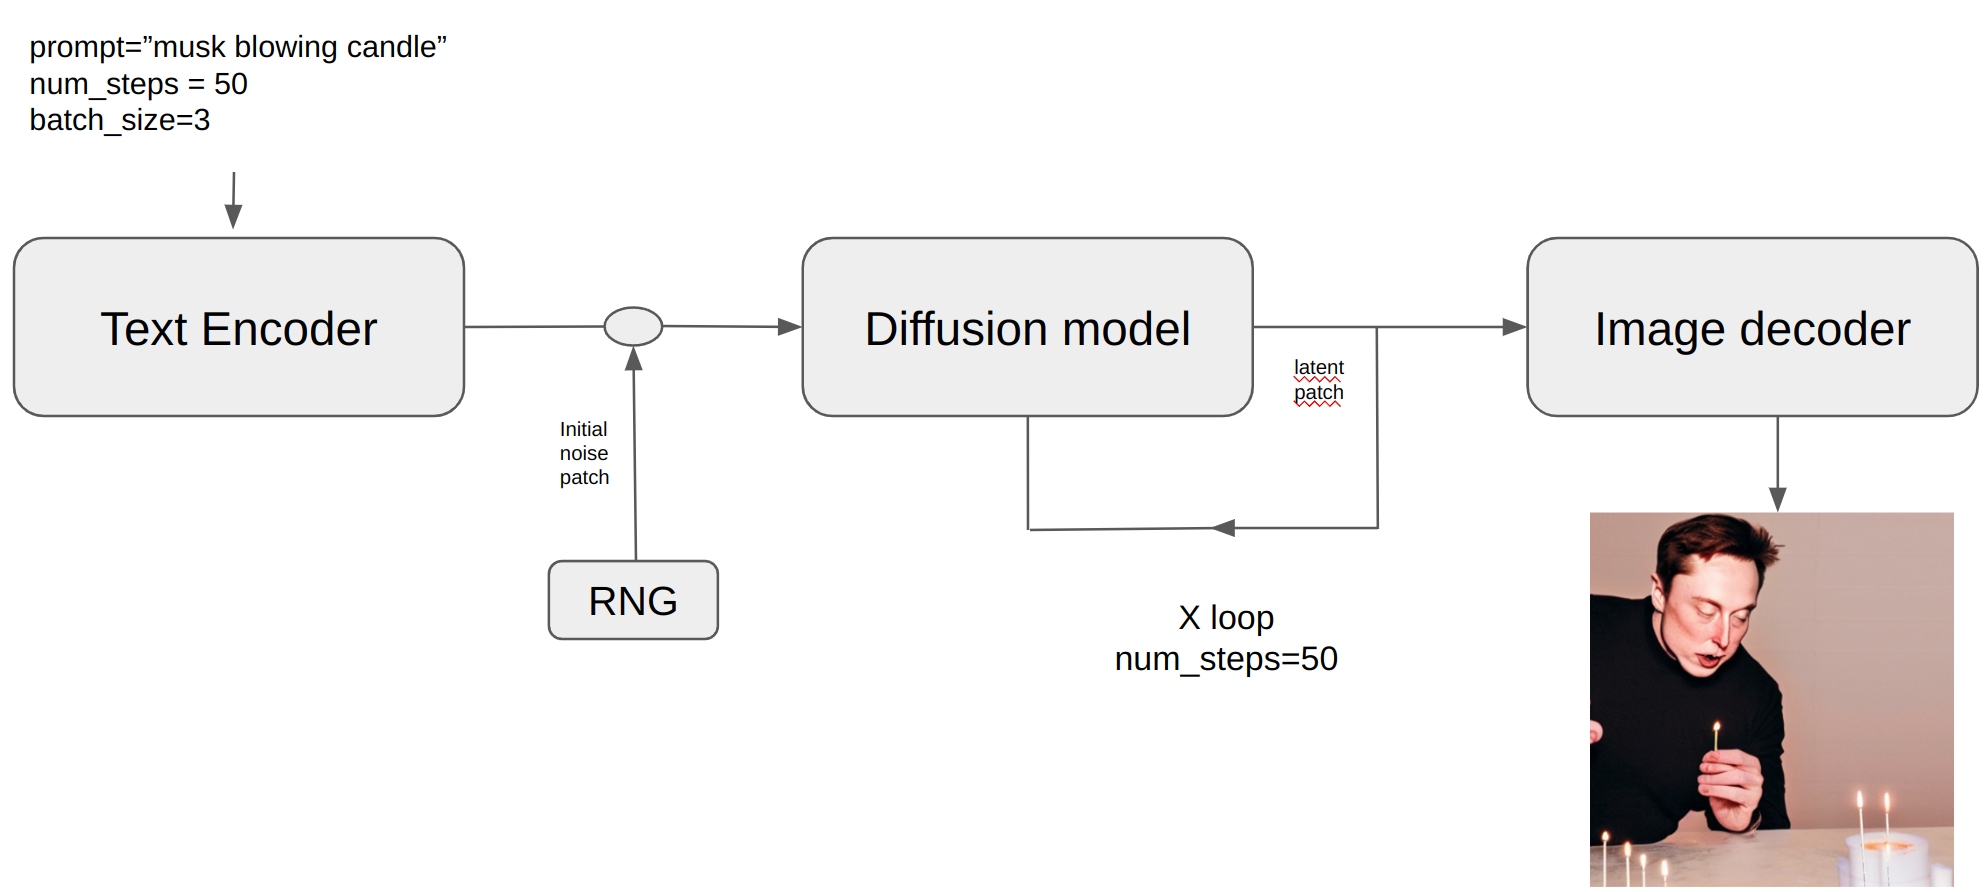 prompt=”musk blowing candle”
num_steps = 50
batch_size=3
Text Encoder
Diffusion model
Image decoder
latent
patch
Initial
noise
patch
RNG
X loop
num_steps=50